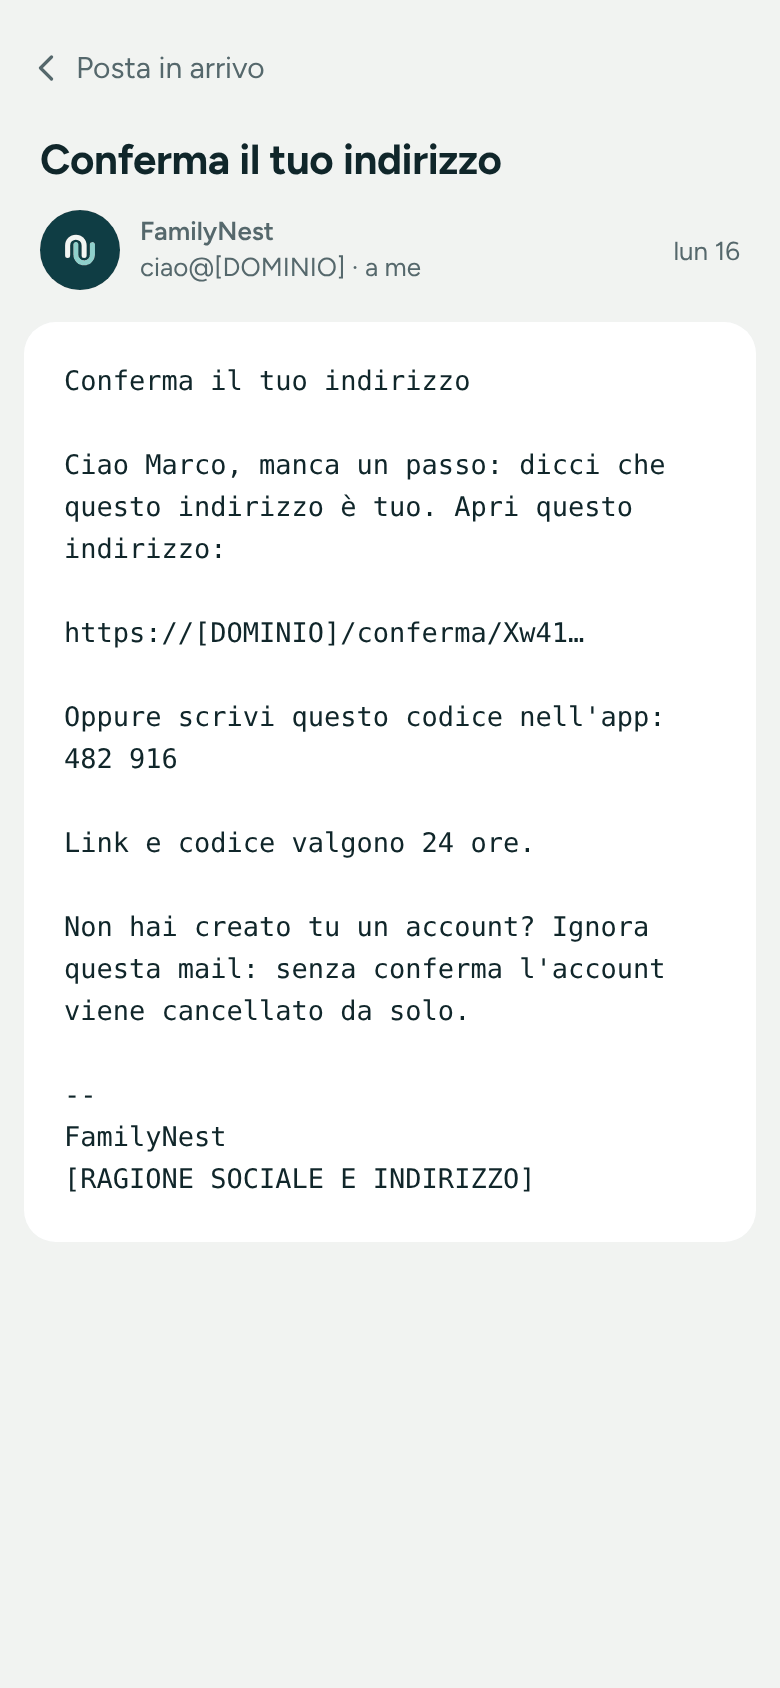 Posta in arrivo
Conferma il tuo indirizzo
FamilyNest
ciao@[DOMINIO] · a me
lun 16
Conferma il tuo indirizzo
Ciao Marco, manca un passo: dicci che
questo indirizzo è tuo. Apri questo
indirizzo:
https://[DOMINIO]/conferma/Xw41…
Oppure scrivi questo codice nell'app:
482 916
Link e codice valgono 24 ore.
Non hai creato tu un account? Ignora
questa mail: senza conferma l'account
viene cancellato da solo.
--
FamilyNest
[RAGIONE SOCIALE E INDIRIZZO]